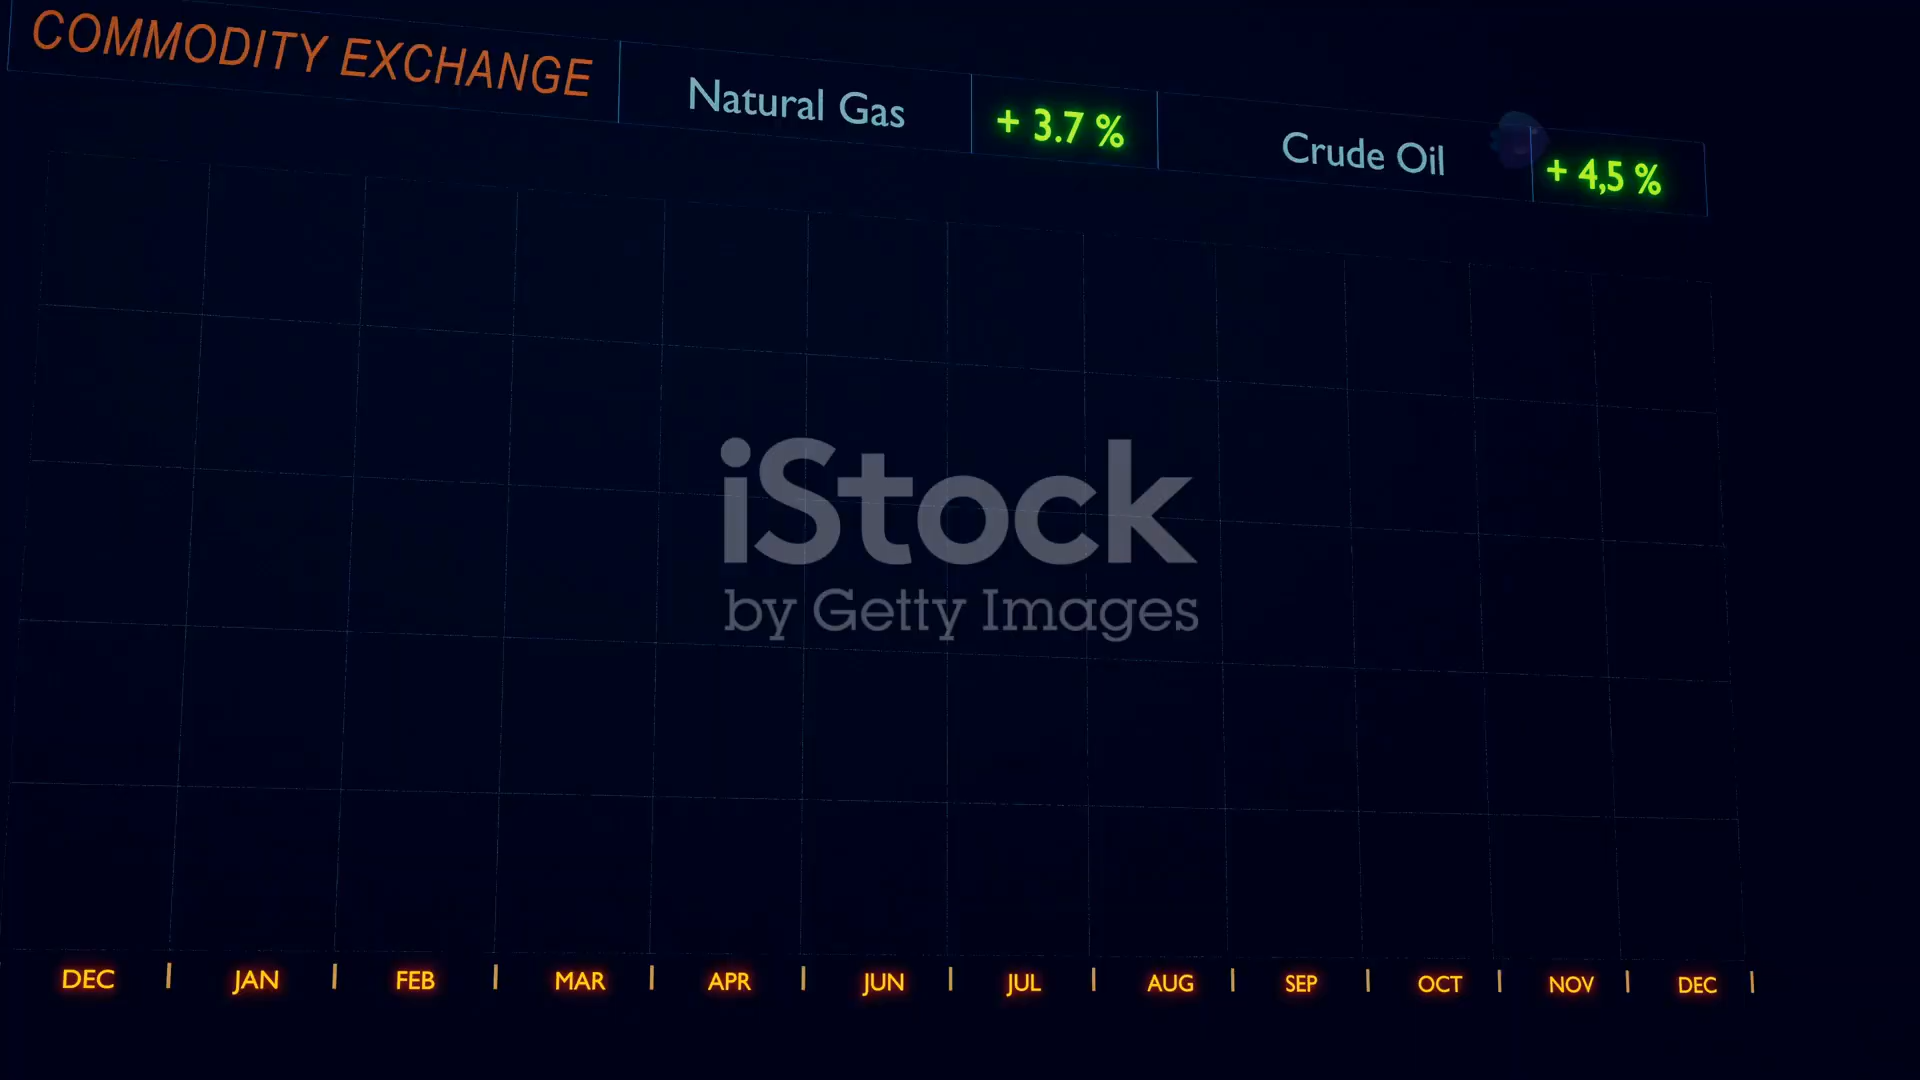 COMMODITY EXCHANGE Natural Gas + 3.7 % Crude Oil + 4,5 %
iStock
by Getty Images
DEC JAN FEB MAR APR JUN JUL AUG SEP OCT NOV DEC